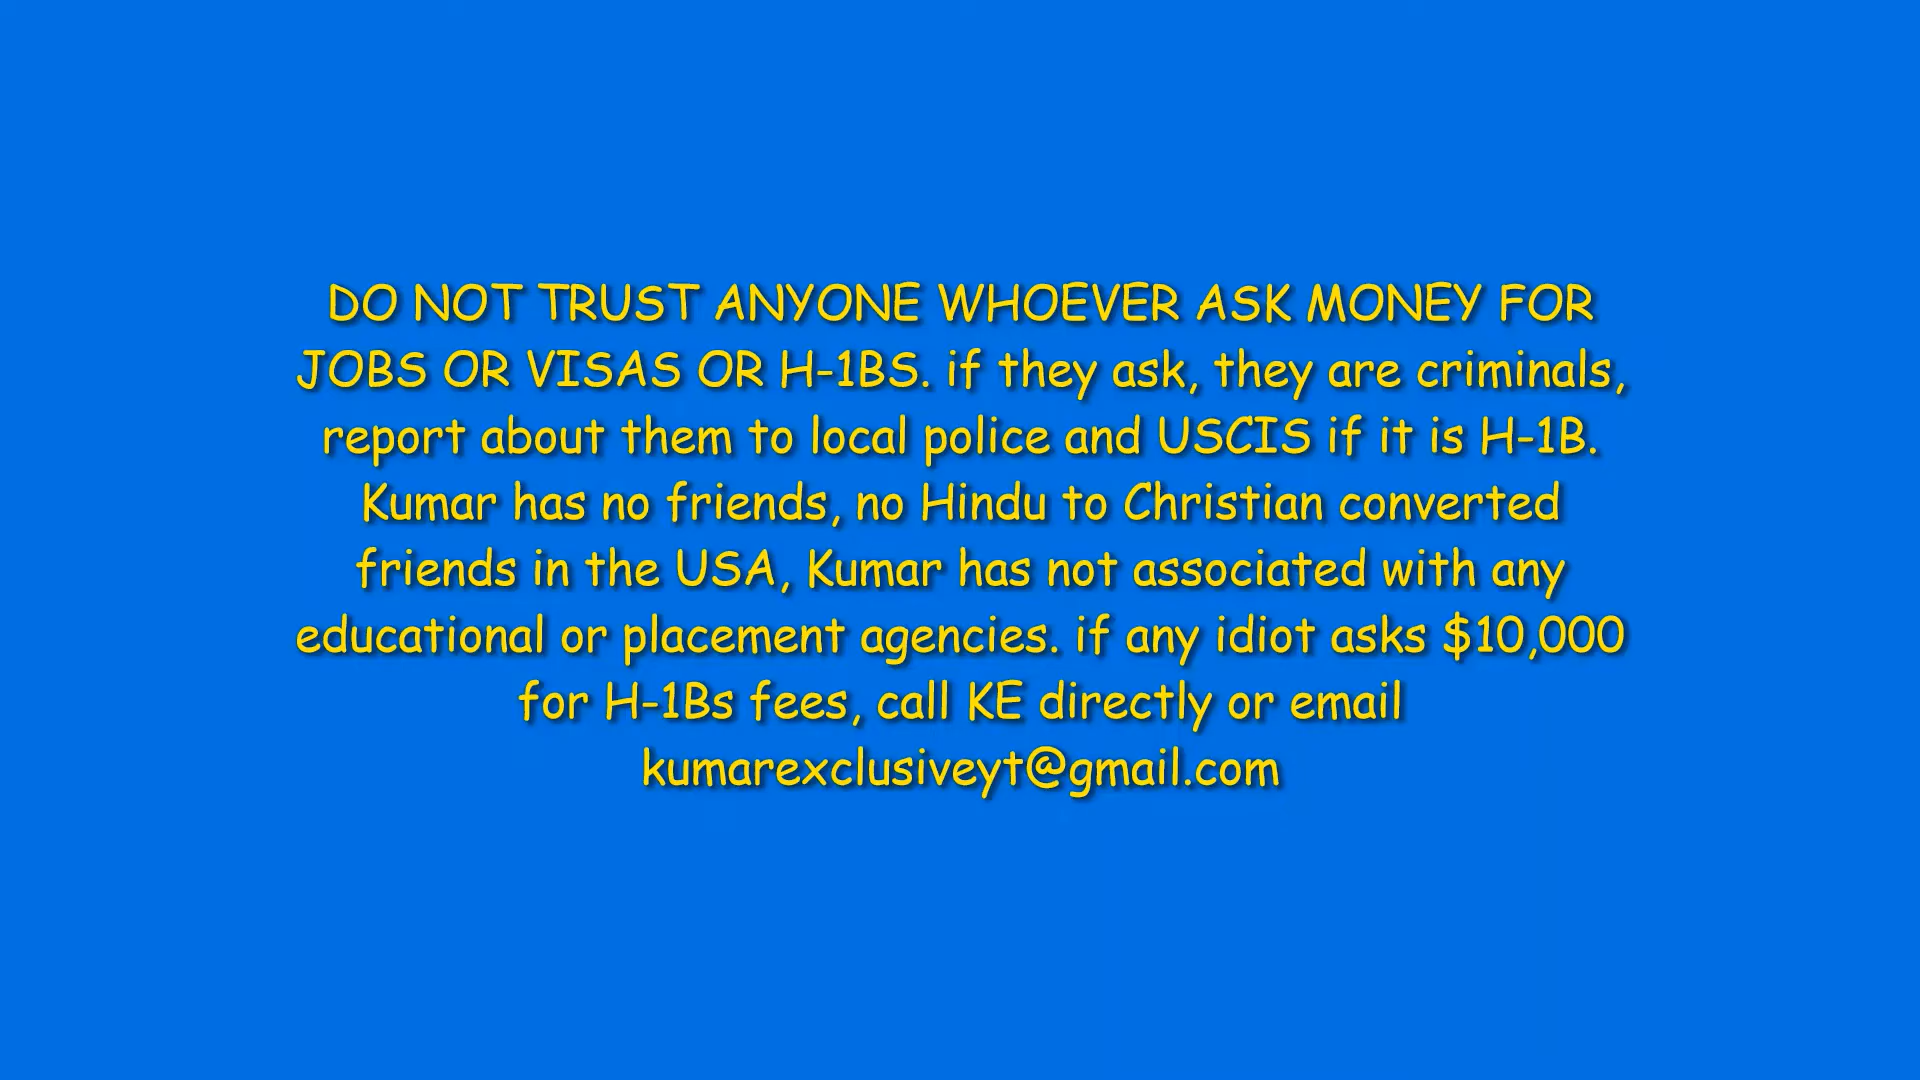 DO NOT TRUST ANYONE WHOEVER ASK MONEY FOR
JOBS OR VISAS OR H-1BS. if they ask, they are criminals,
report about them to local police and USCIS if it is H-1B.
Kumar has no friends, no Hindu to Christian converted
friends in the USA, Kumar has not associated with any
educational or placement agencies. if any idiot asks $10,000
for H-1Bs fees, call KE directly or email
kumarexclusiveyt@gmail.com